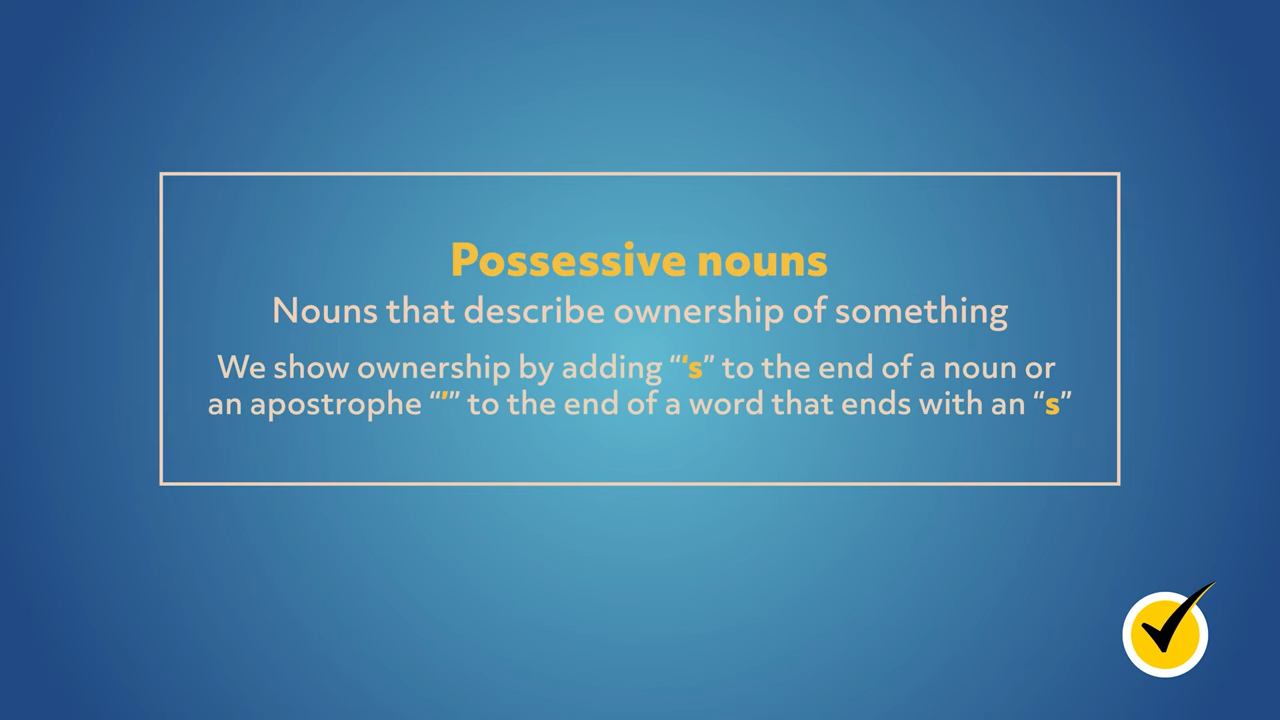 Possessive nouns
Nouns that describe ownership of something
We show ownership by adding “‘s” to the end of a noun or
an apostrophe “’” to the end of a word that ends with an “s”